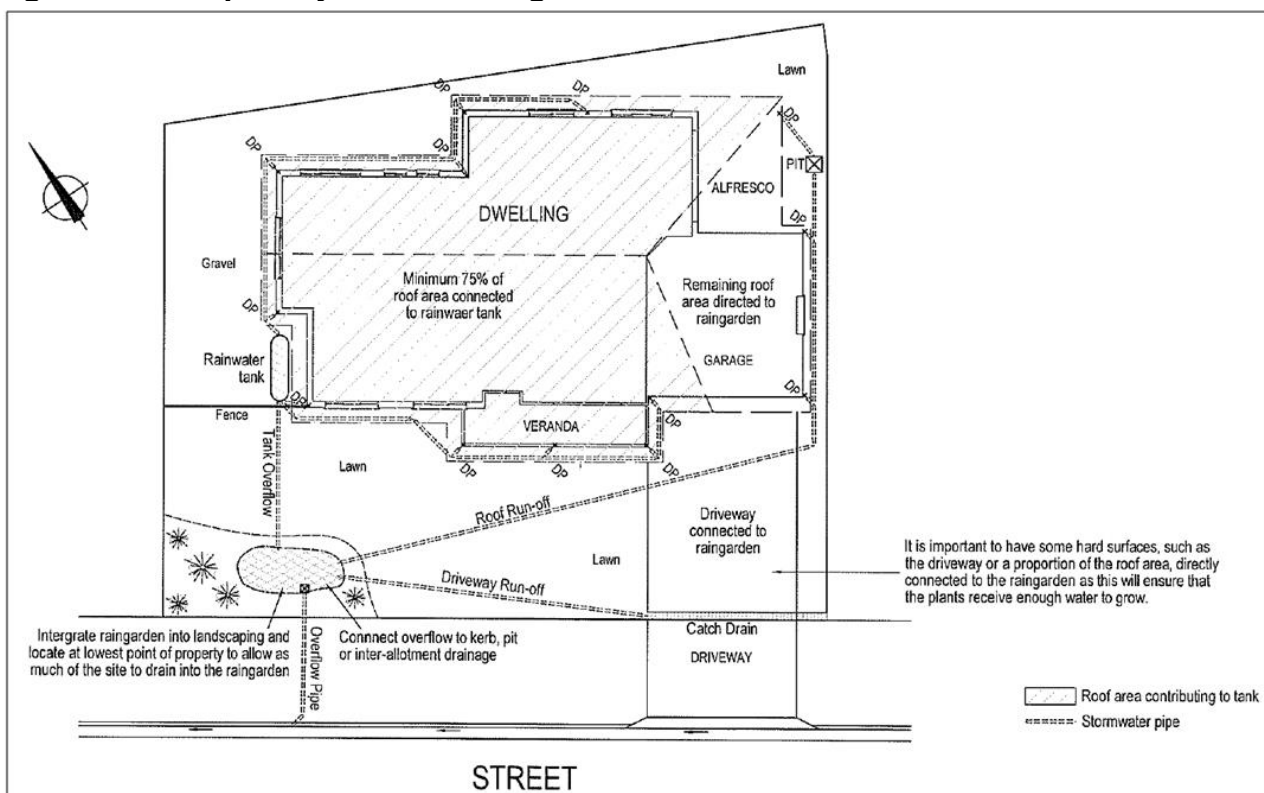 Lawn
DP
DP
DP
DP
PIT
ALFRESCO
DWELLING
DP
Gravel
Minimum 75% of
roof area connected
to rainwaer tank
Remaining roof
area directed to
raingarden
DP
GARAGE
Rainwater
tank
DP
DP
Fence
VERANDA
DP
Tank Overflow
Lawn
DP
DP
DP
Roof Run-off
Driveway
connected to
raingarden
Lawn
It is important to have some hard surfaces, such as
the driveway or a proportion of the roof area, directly
connected to the raingarden as this will ensure that
the plants receive enough water to grow.
Driveway Run-off
Intergrate raingarden into landscaping and
locate at lowest point of property to allow as
much of the site to drain into the raingarden
Connnect overflow to kerb, pit
or inter-allotment drainage
Overflow Pipe
Catch Drain
DRIVEWAY
Roof area contributing to tank
Stormwater pipe
STREET